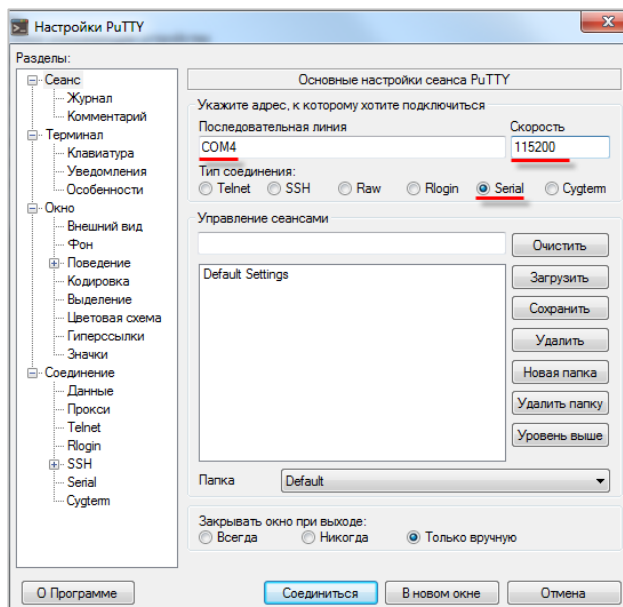 Настройки PuTTY
Разделы:
Сеанс
Журнал
Комментарий
Терминал
Клавиатура
Уведомления
Особенности
Окно
Внешний вид
Фон
Поведение
Кодировка
Выделение
Цветовая схема
Гиперссылки
Значки
Соединение
Данные
Прокси
Telnet
Rlogin
SSH
Serial
Cygterm
Основные настройки сеанса PuTTY
Укажите адрес, к которому хотите подключиться
Последовательная линия Скорость
COM4 115200
Тип соединения:
Telnet SSH Raw Rlogin Serial Cygterm
Управление сеансами
Очистить
Default Settings
Загрузить
Сохранить
Удалить
Новая папка
Удалить папку
Уровень выше
Папка Default
Закрывать окно при выходе:
Всегда Никогда Только вручную
О Программе Соединиться В новом окне Отмена